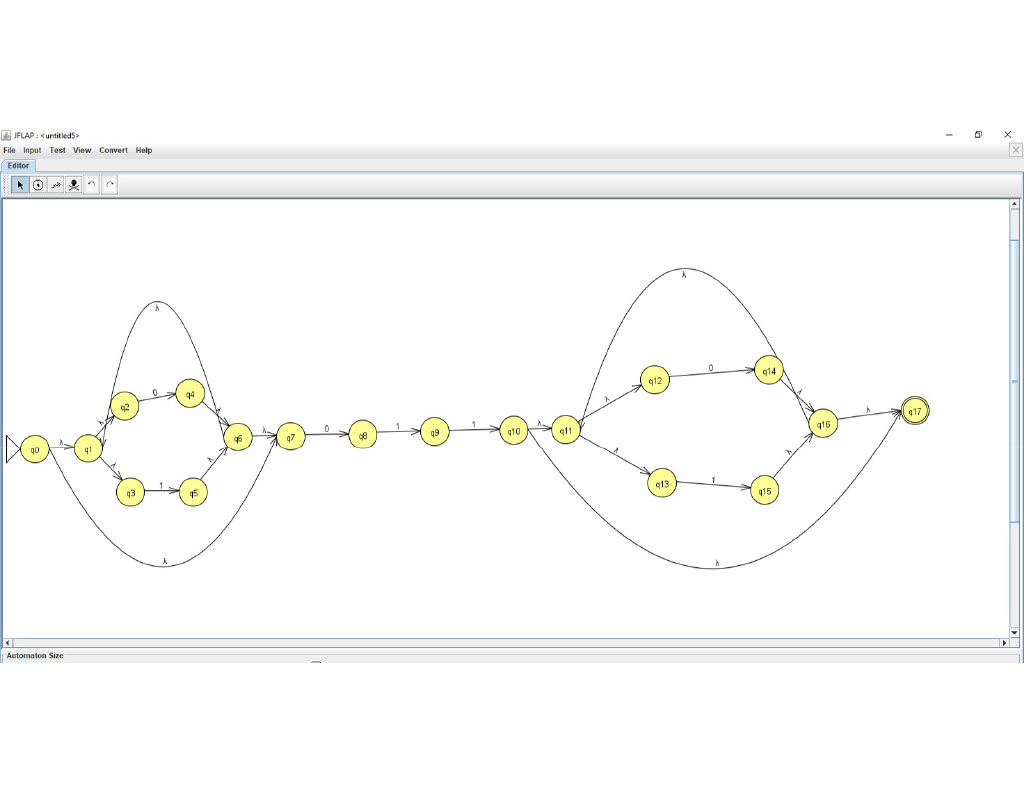 JFLAP : <untitled5>
File Input Test View Convert Help
Editor
λ
λ
q12 0 q14
λ λ
q2 0 q4
λ λ
q0 λ q1 q6 λ q7 0 q8 1 q9 1 q10 λ q11 q16 λ q17
λ λ
q3 1 q5
λ λ
q13 1 q15
λ
λ
Automaton Size